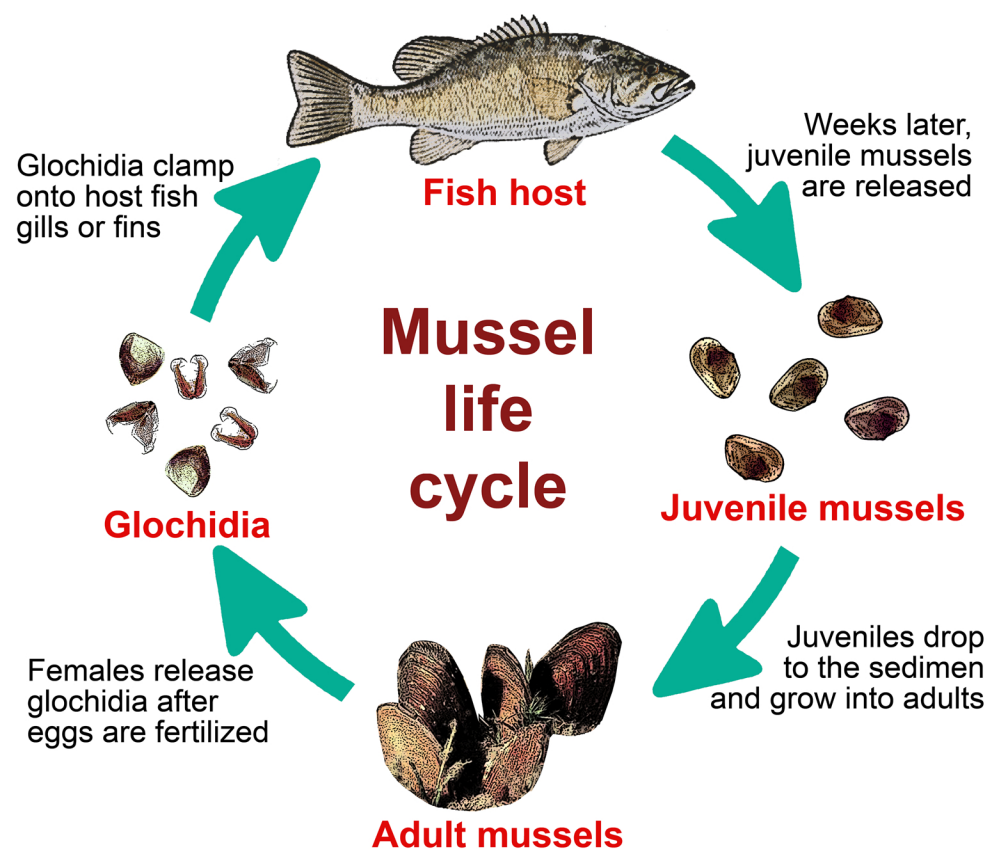 Glochidia clamp
onto host fish
gills or fins
Fish host
Weeks later,
juvenile mussels
are released
Mussel
life
cycle
Glochidia
Juvenile mussels
Females release
glochidia after
eggs are fertilized
Juveniles drop
to the sedimen
and grow into adults
Adult mussels